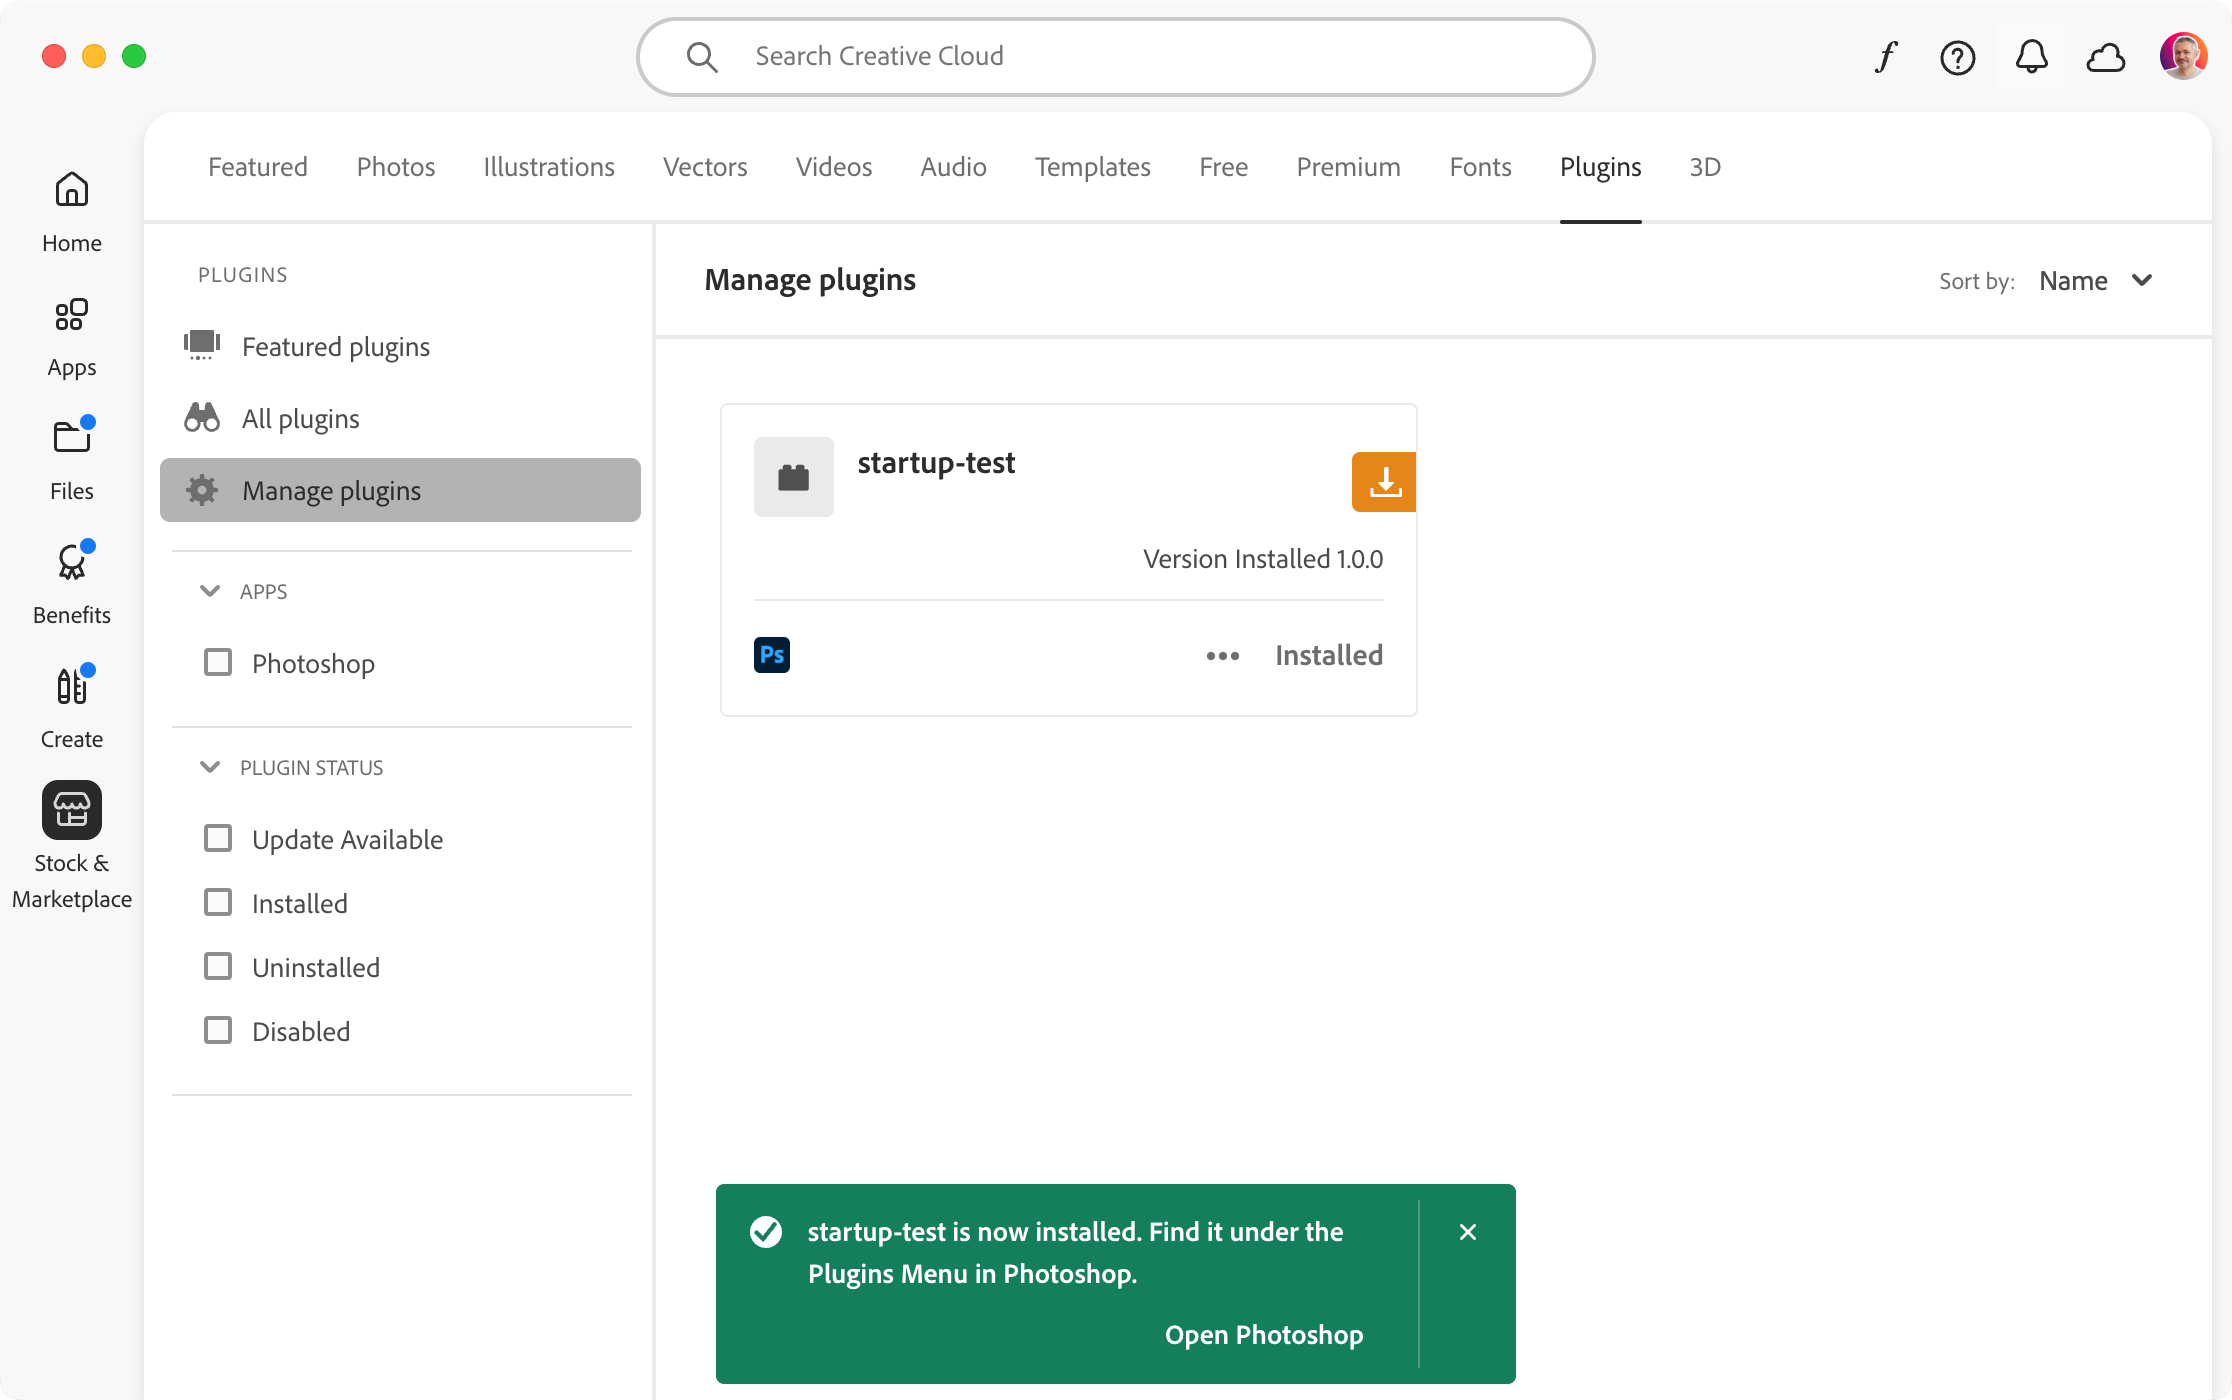 Search Creative Cloud
Home
Apps
Files
Benefits
Create
Stock &
Marketplace
Featured Photos Illustrations Vectors Videos Audio Templates Free Premium Fonts Plugins 3D
PLUGINS
Featured plugins
All plugins
Manage plugins
APPS
Photoshop
PLUGIN STATUS
Update Available
Installed
Uninstalled
Disabled
Manage plugins
Sort by: Name
startup-test
Version Installed 1.0.0
Ps
Installed
startup-test is now installed. Find it under the
Plugins Menu in Photoshop.
Open Photoshop